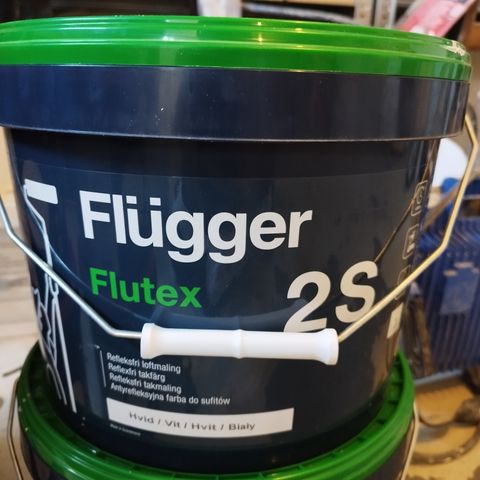 Flügger
Flutex
2S
Refleksfri loftmaling
Reflexfri takfärg
Refleksfri takmaling
Antyrefleksyjna farba do sufitów
Hvid / Vit / Hvit / Biały